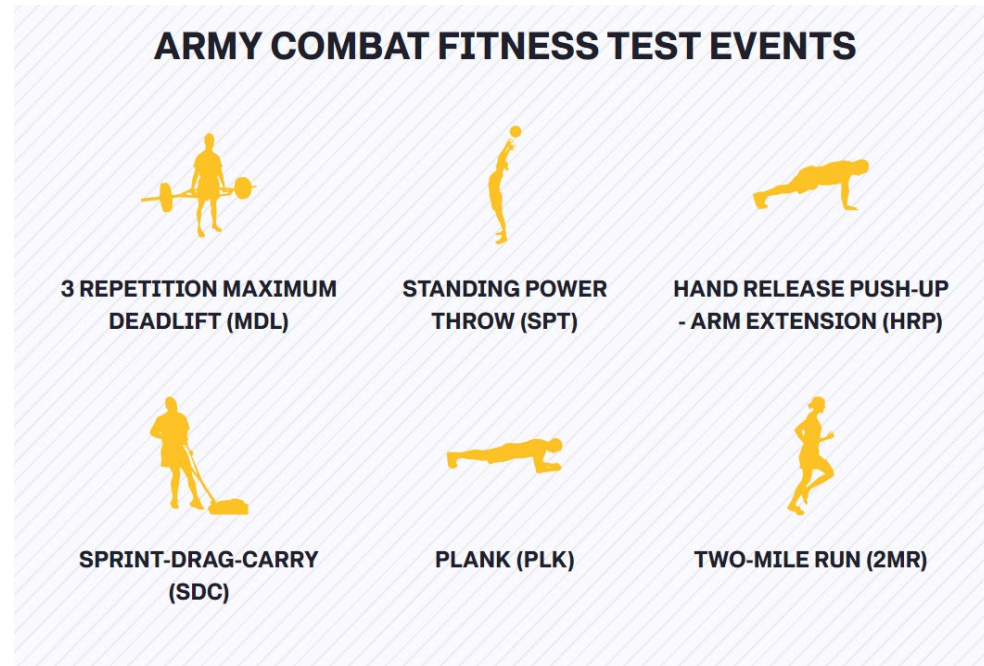 ARMY COMBAT FITNESS TEST EVENTS
3 REPETITION MAXIMUM
DEADLIFT (MDL)
STANDING POWER
THROW (SPT)
HAND RELEASE PUSH-UP
- ARM EXTENSION (HRP)
SPRINT-DRAG-CARRY
(SDC)
PLANK (PLK)
TWO-MILE RUN (2MR)